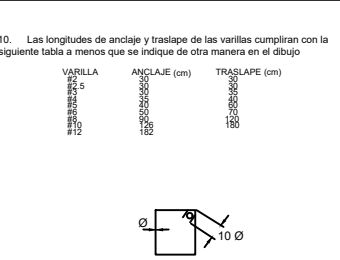 10. Las longitudes de anclaje y traslape de las varillas cumpliran con la
siguiente tabla a menos que se indique de otra manera en el dibujo
VARILLA ANCLAJE (cm) TRASLAPE (cm)
#2 30 30
#2.5 30 30
#3 30 35
#4 35 40
#5 40 60
#6 50 70
#8 90 120
#10 126 180
#12 182
Ø
10 Ø